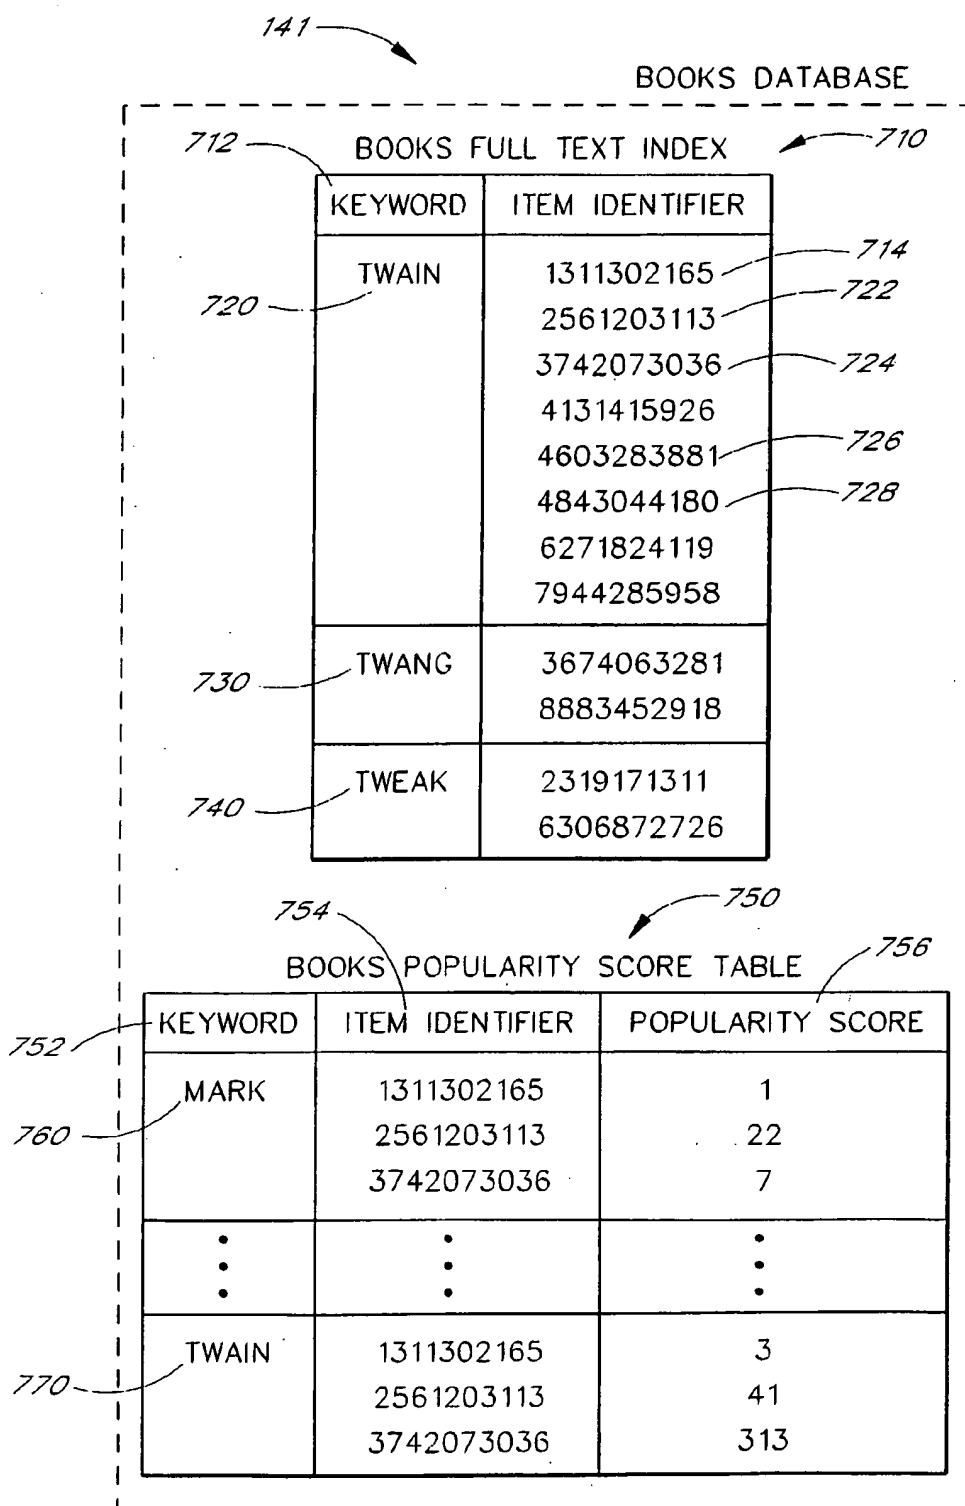 141
BOOKS DATABASE
712
BOOKS FULL TEXT INDEX
710
KEYWORD ITEM IDENTIFIER
TWAIN 1311302165 714
720 2561203113 722
3742073036 724
4131415926
4603283881 726
4843044180 728
6271824119
7944285958
730 TWANG 3674063281
8883452918
740 TWEAK 2319171311
6306872726
754 750
BOOKS POPULARITY SCORE TABLE 756
752 KEYWORD ITEM IDENTIFIER POPULARITY SCORE
MARK 1311302165 1
760 2561203113 22
3742073036 7
TWAIN 1311302165 3
770 2561203113 41
3742073036 313